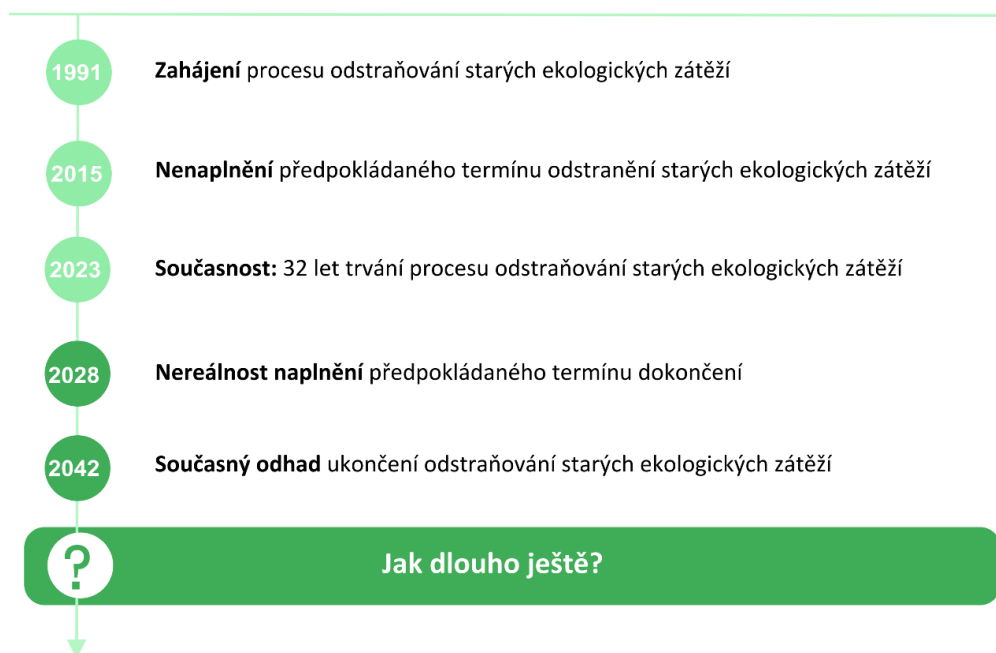 1991 Zahájení procesu odstraňování starých ekologických zátěží
2015 Nenaplnění předpokládaného termínu odstranění starých ekologických zátěží
2023 Současnost: 32 let trvání procesu odstraňování starých ekologických zátěží
2028 Nereálnost naplnění předpokládaného termínu dokončení
2042 Současný odhad ukončení odstraňování starých ekologických zátěží
? Jak dlouho ještě?